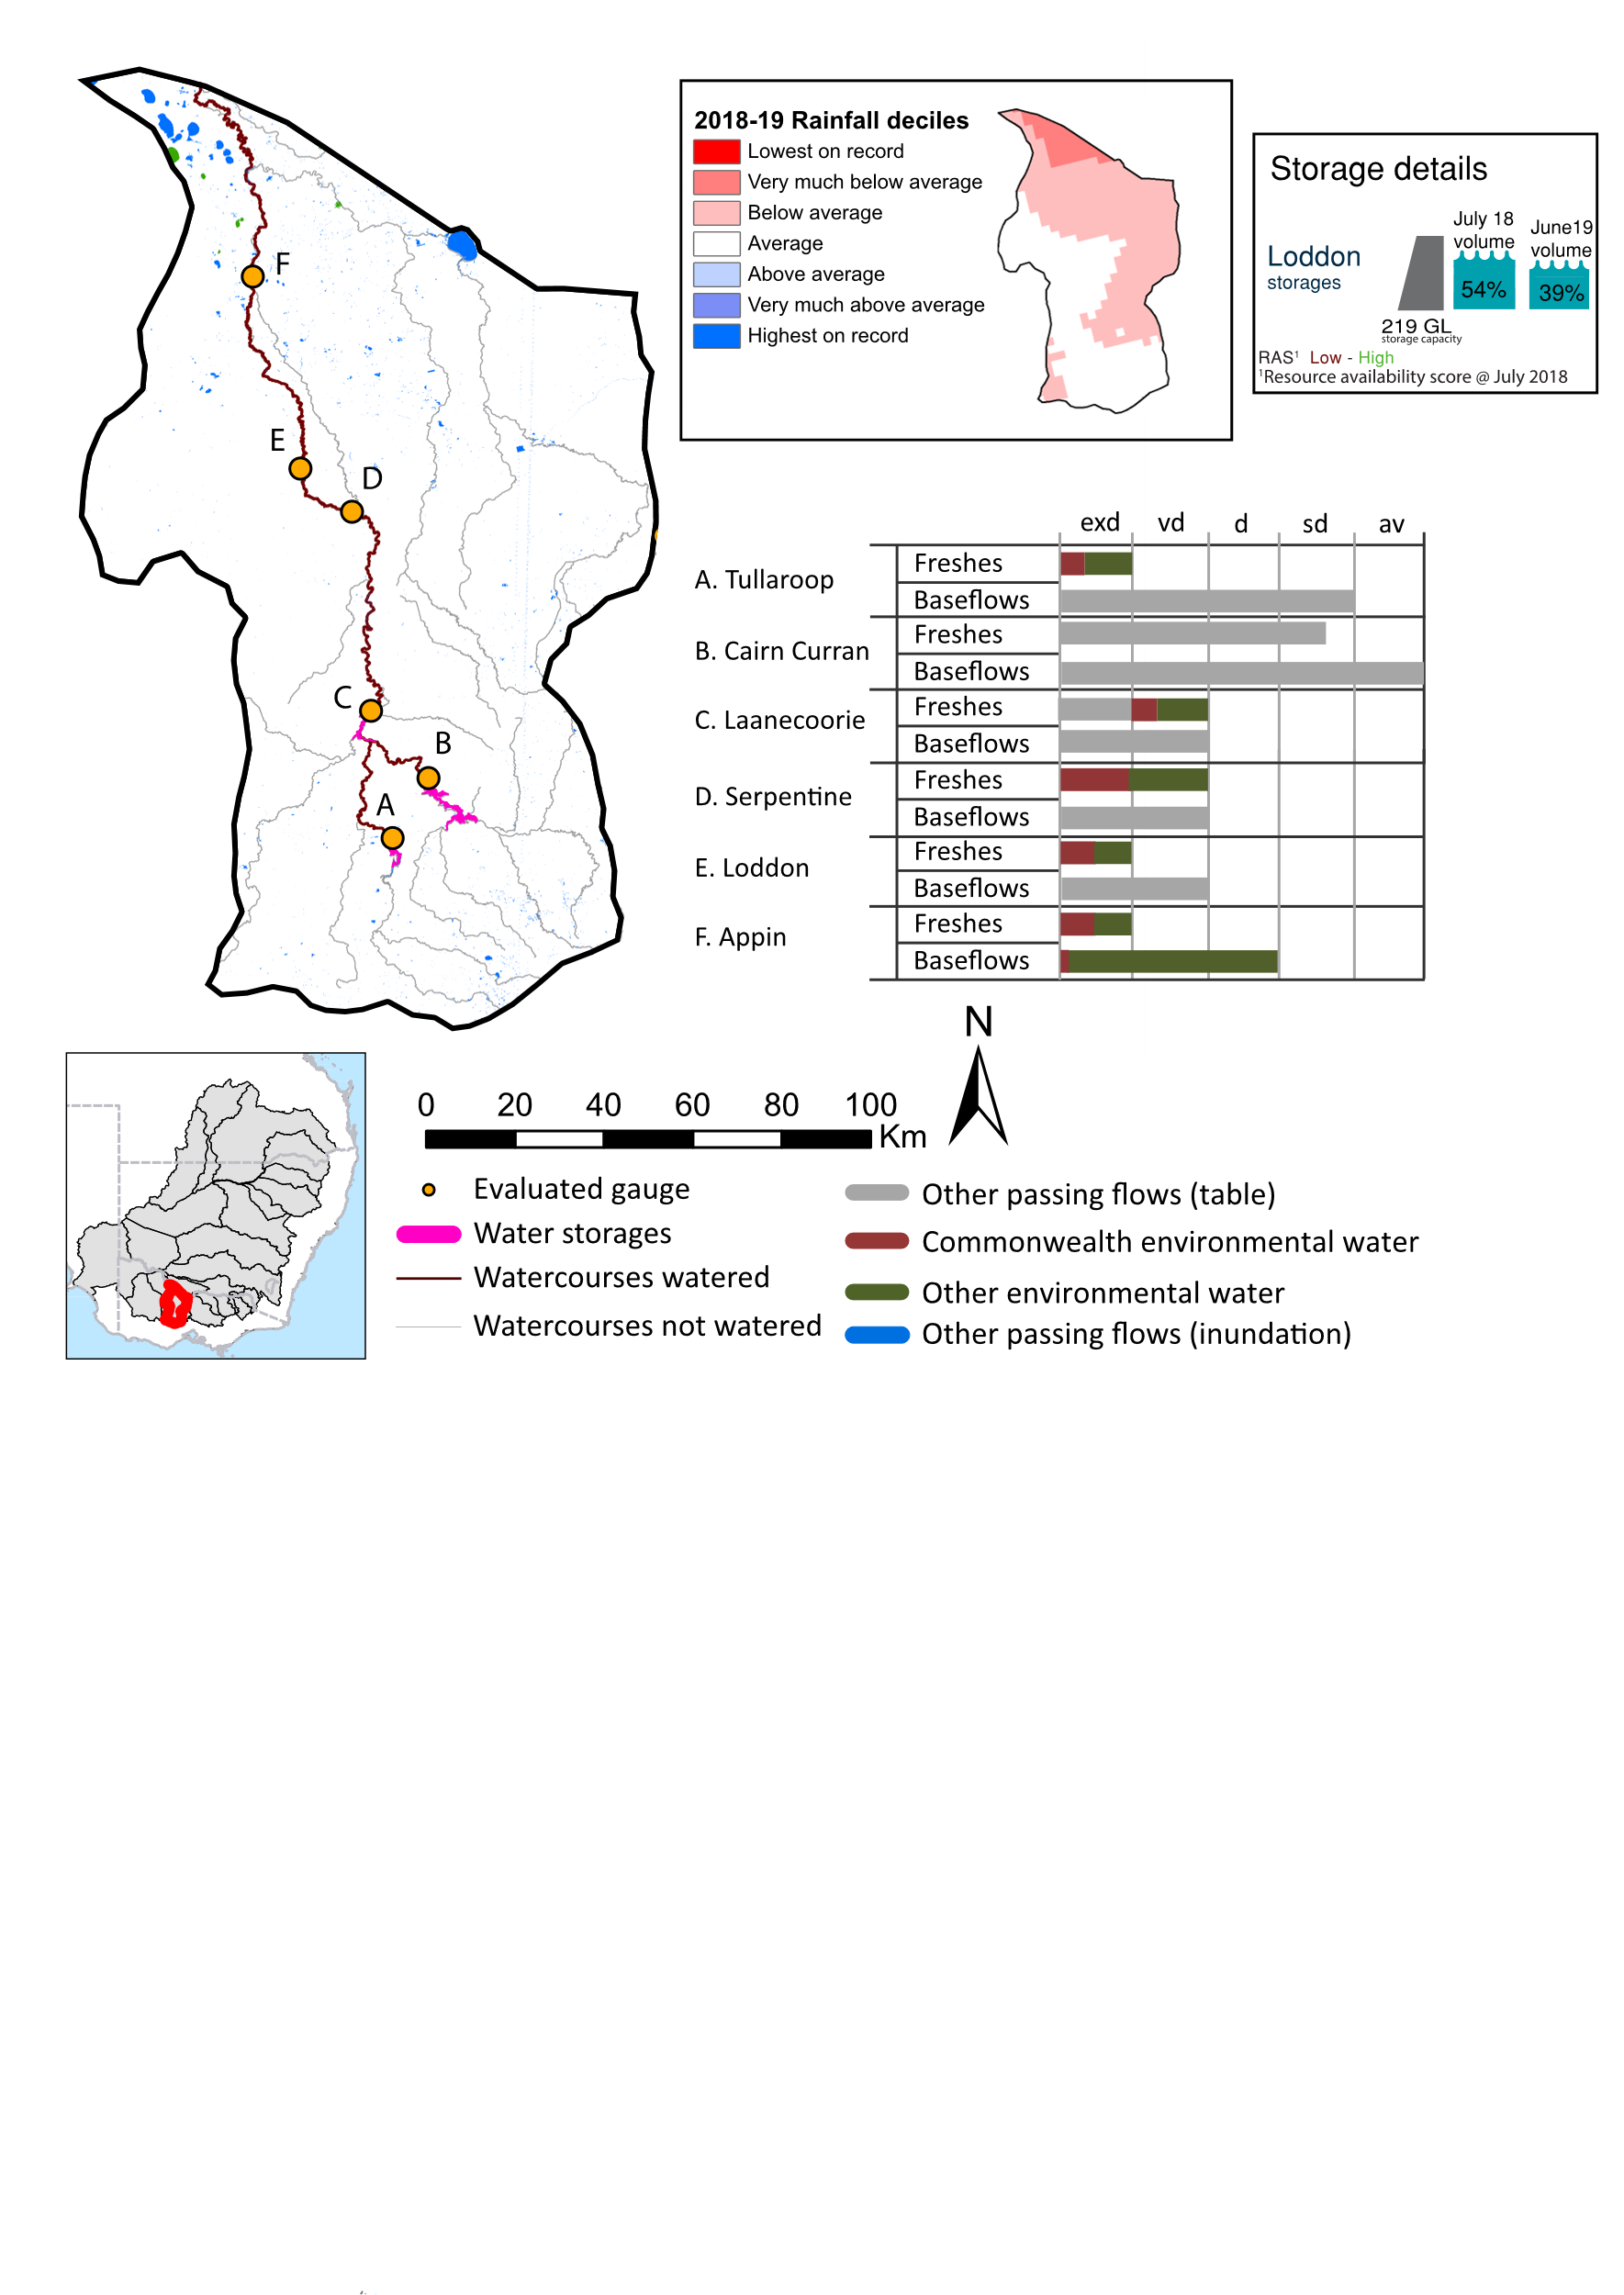 F
E
D
C
B
A
2018-19 Rainfall deciles
Lowest on record
Very much below average
Below average
Average
Above average
Very much above average
Highest on record
Storage details
July 18
volume
June19
volume
Loddon
storages
54%
39%
219 GL
storage capacity
RAS¹ Low - High
¹Resource availability score @ July 2018
exd vd d sd av
A. Tullaroop
Freshes
Baseflows
B. Cairn Curran
Freshes
Baseflows
C. Laanecoorie
Freshes
Baseflows
D. Serpentine
Freshes
Baseflows
E. Loddon
Freshes
Baseflows
F. Appin
Freshes
Baseflows
N
0 20 40 60 80 100
Km
Evaluated gauge
Water storages
Watercourses watered
Watercourses not watered
Other passing flows (table)
Commonwealth environmental water
Other environmental water
Other passing flows (inundation)